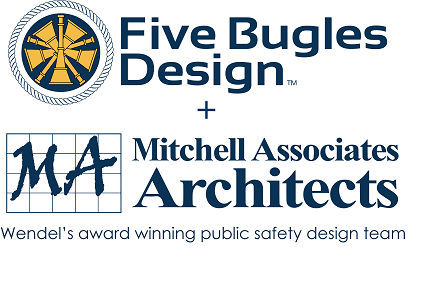 Five Bugles
Design™
+
MA
Mitchell Associates
Architects
Wendel's award winning public safety design team